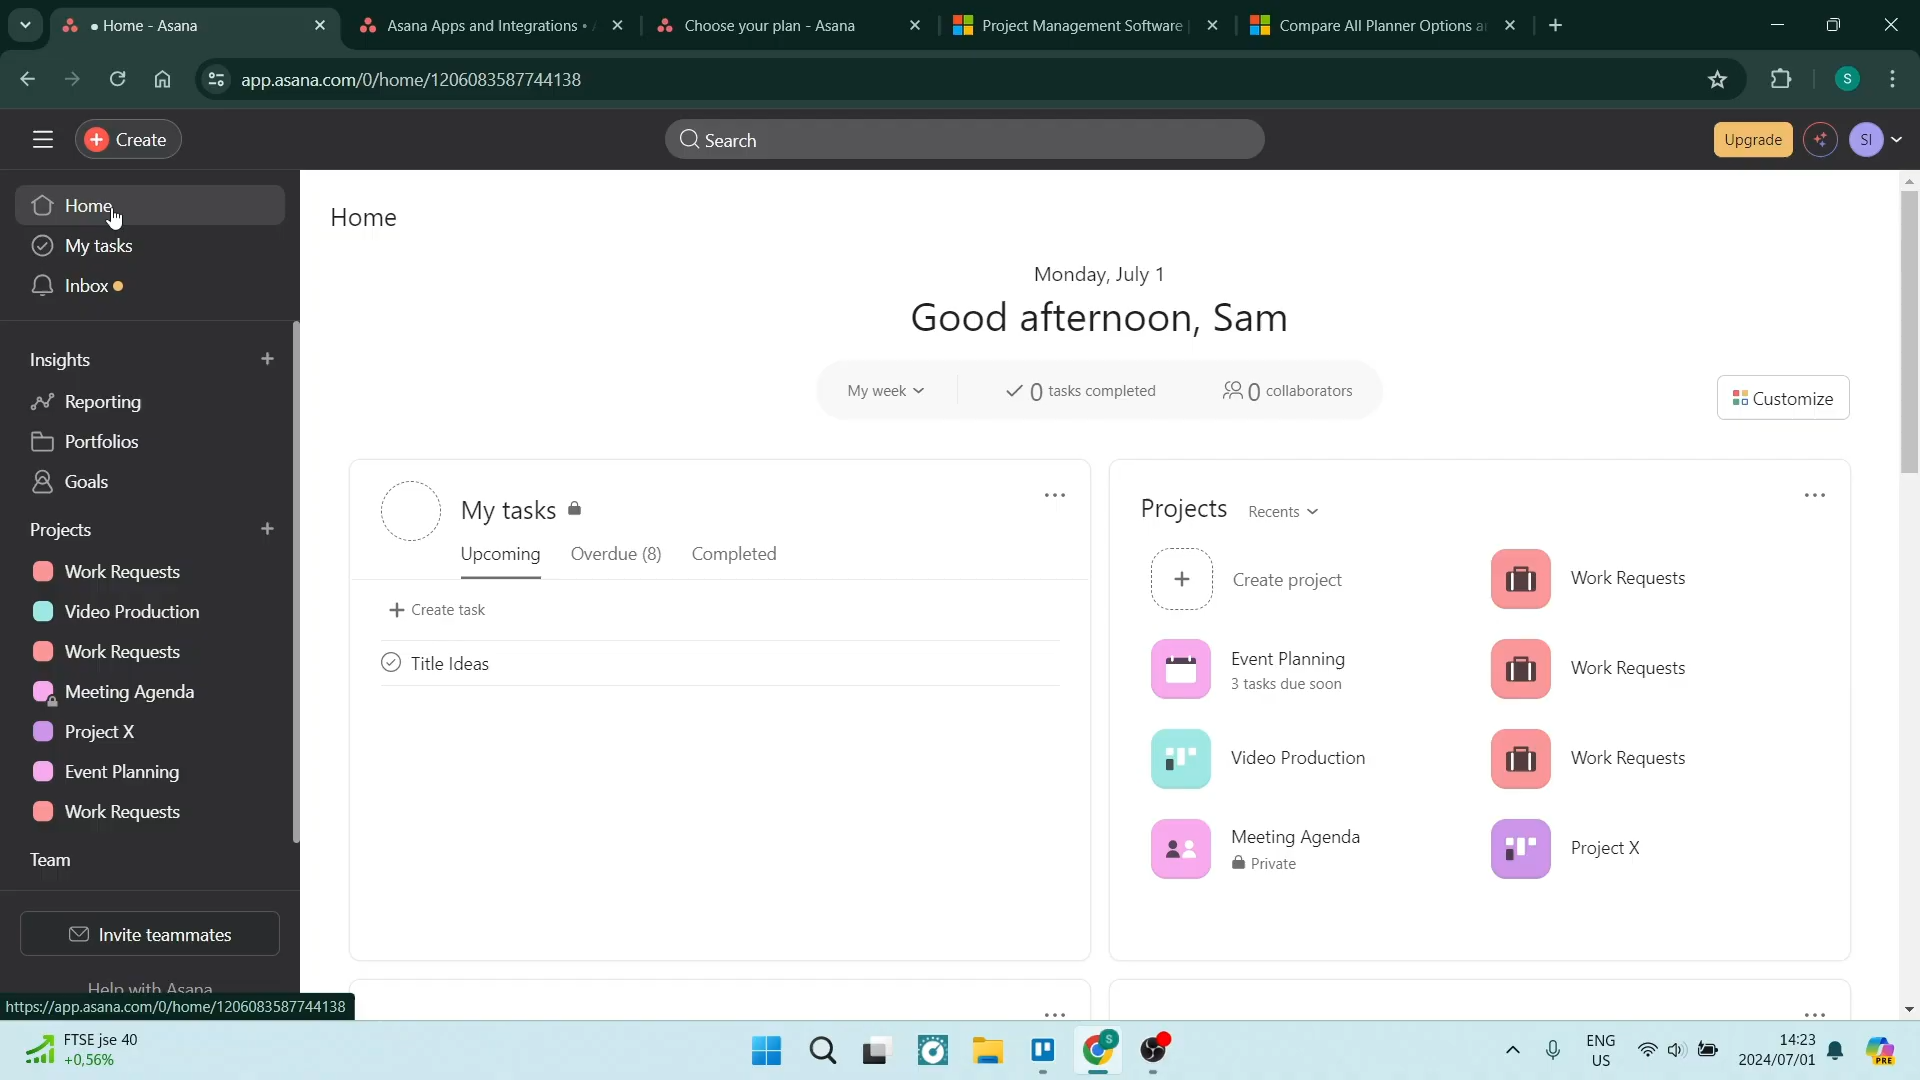 • Home - Asana
Asana Apps and Integrations •
Choose your plan - Asana
Project Management Software
Compare All Planner Options a
app.asana.com/0/home/1206083587744138
S
Create
Search
Upgrade
SI
Home
My tasks
Inbox
Insights
Reporting
Portfolios
Goals
Projects
Work Requests
Video Production
Work Requests
Meeting Agenda
Project X
Event Planning
Work Requests
Team
Invite teammates
Help with Asana
https://app.asana.com/0/home/1206083587744138
Home
Monday, July 1
Good afternoon, Sam
My week
0 tasks completed
0 collaborators
Customize
My tasks
Upcoming
Overdue (8)
Completed
Create task
Title Ideas
Projects
Recents
Create project
Work Requests
Event Planning
3 tasks due soon
Work Requests
Video Production
Work Requests
Meeting Agenda
Private
Project X
FTSE jse 40
+0,56%
S
ENG
US
14:23
2024/07/01
PRE